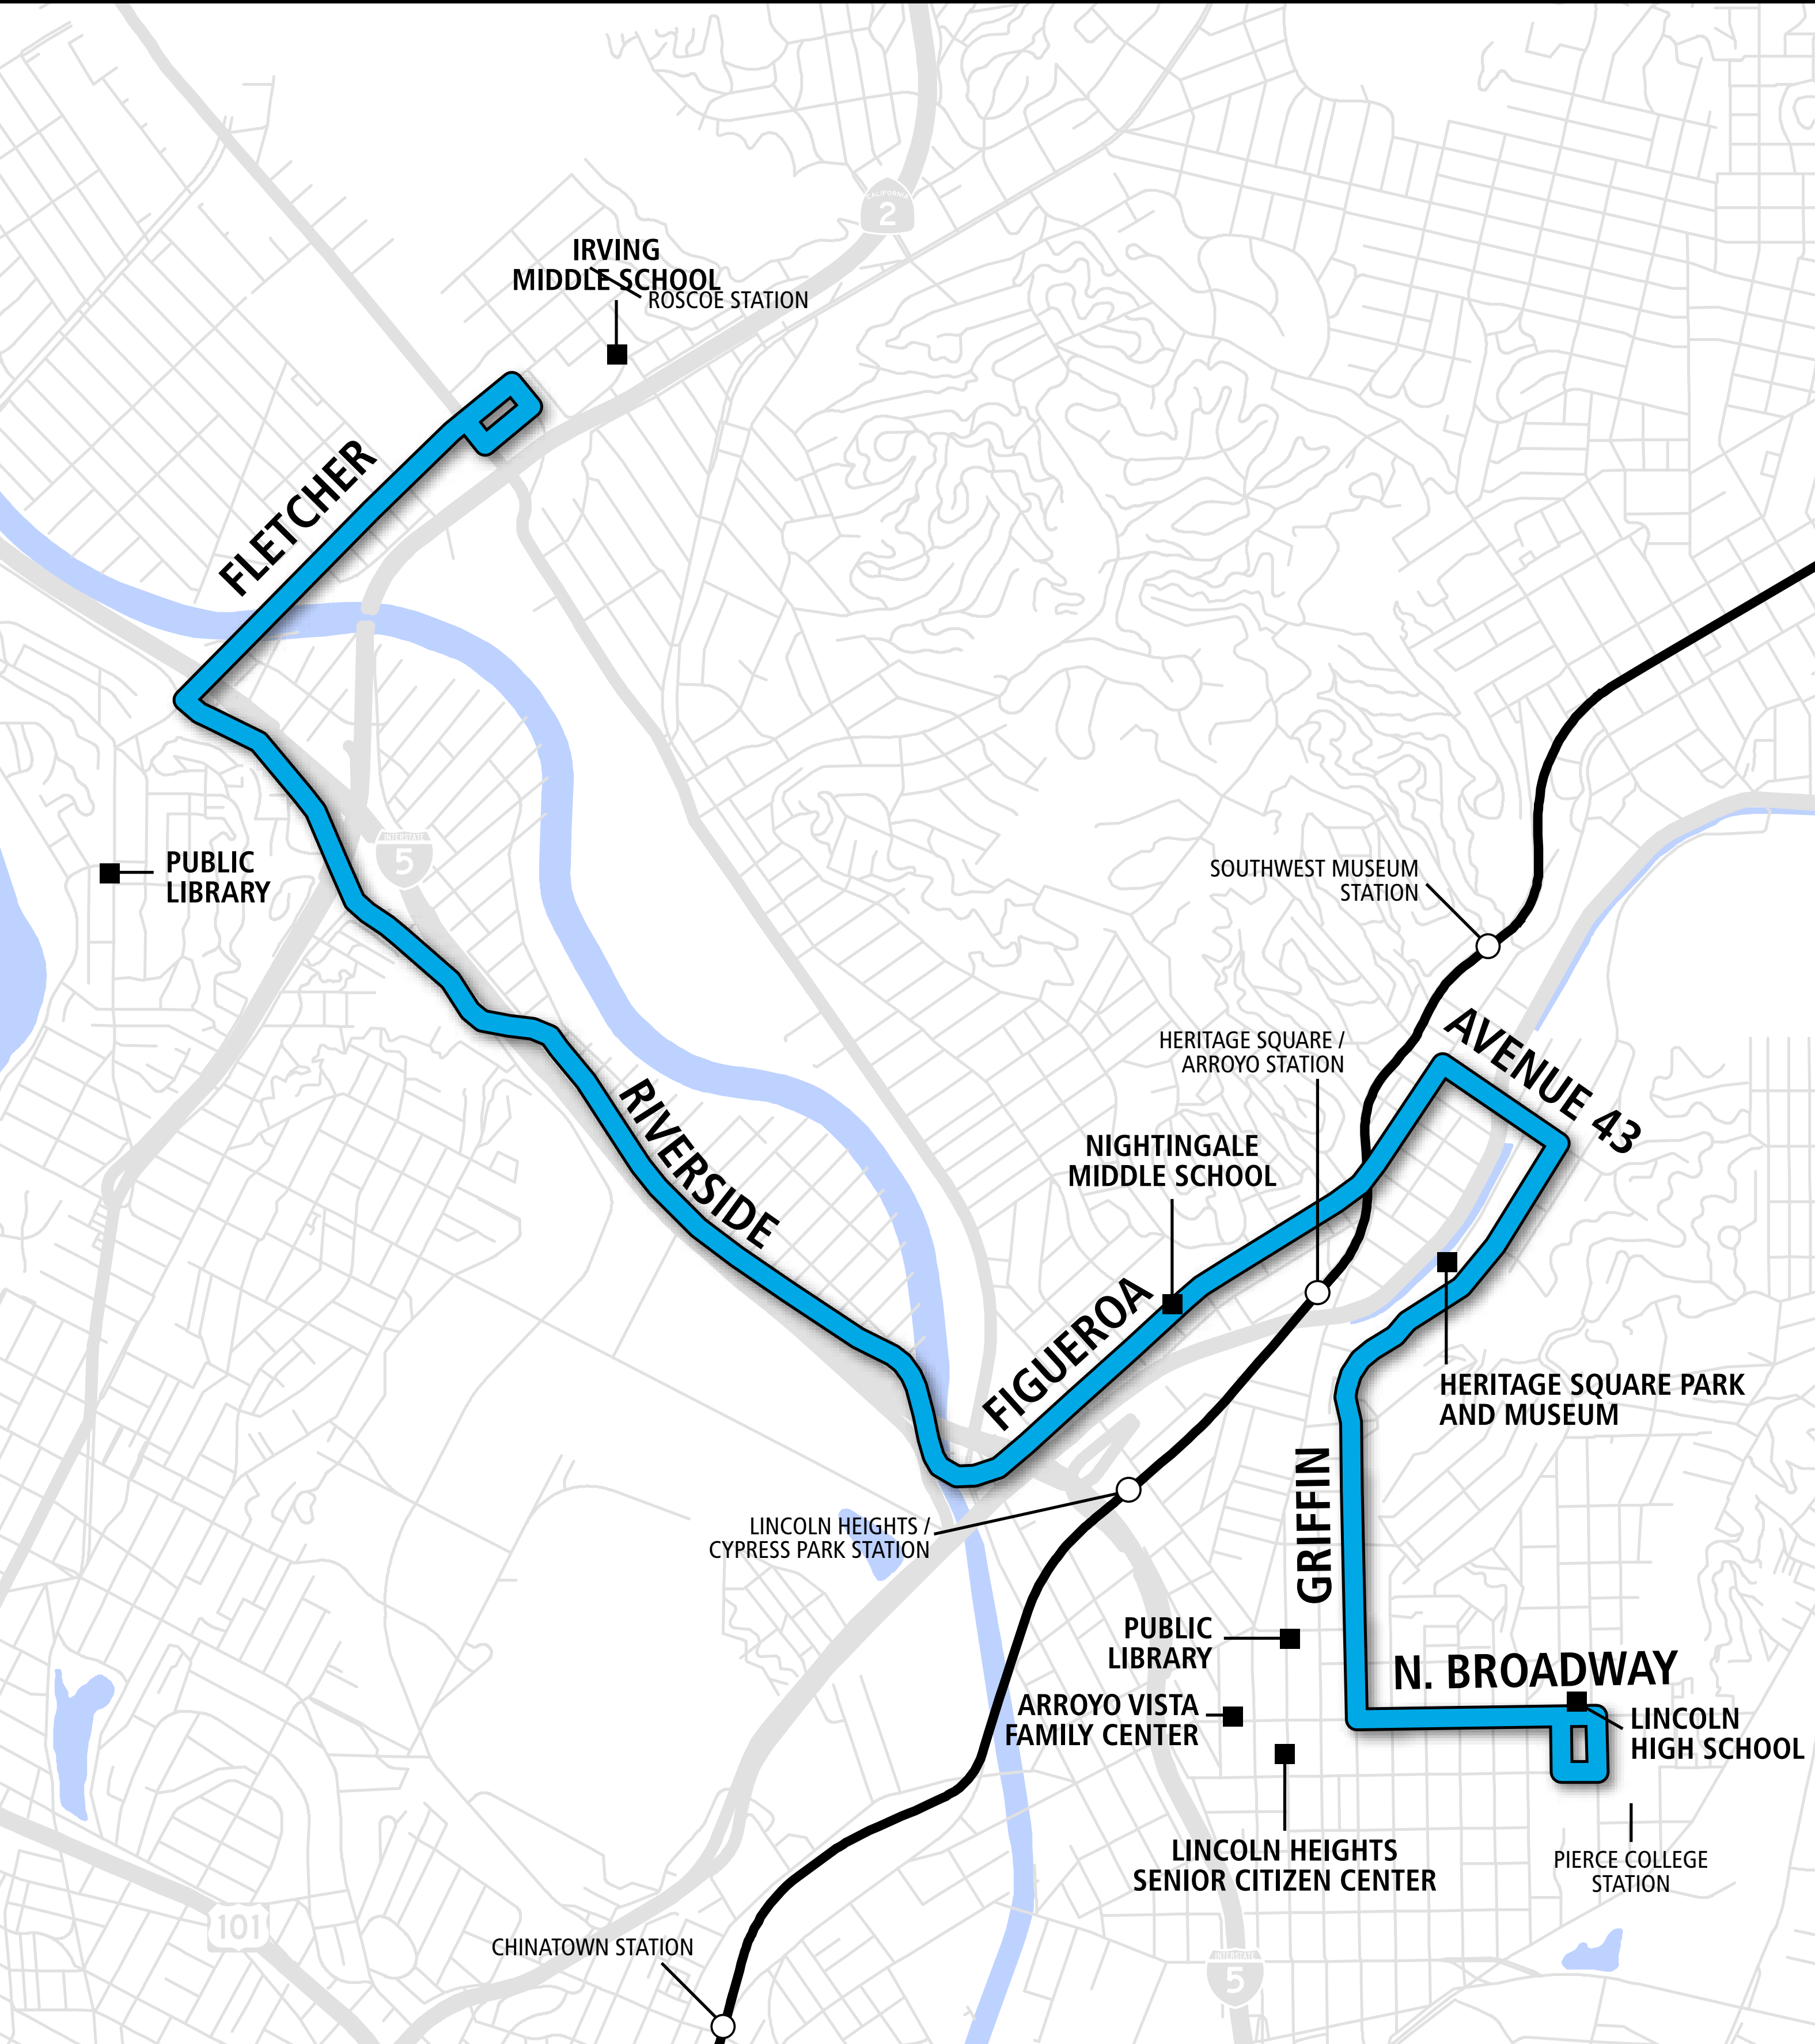 CALIFORNIA
2
IRVING
MIDDLE SCHOOL
ROSCOE STATION
FLETCHER
INTERSTATE
5
PUBLIC
LIBRARY
SOUTHWEST MUSEUM
STATION
AVENUE 43
HERITAGE SQUARE /
ARROYO STATION
RIVERSIDE
NIGHTINGALE
MIDDLE SCHOOL
FIGUEROA
HERITAGE SQUARE PARK
AND MUSEUM
GRIFFIN
LINCOLN HEIGHTS /
CYPRESS PARK STATION
PUBLIC
LIBRARY
N. BROADWAY
ARROYO VISTA
FAMILY CENTER
LINCOLN
HIGH SCHOOL
LINCOLN HEIGHTS
SENIOR CITIZEN CENTER
PIERCE COLLEGE
STATION
101
CHINATOWN STATION
INTERSTATE
5